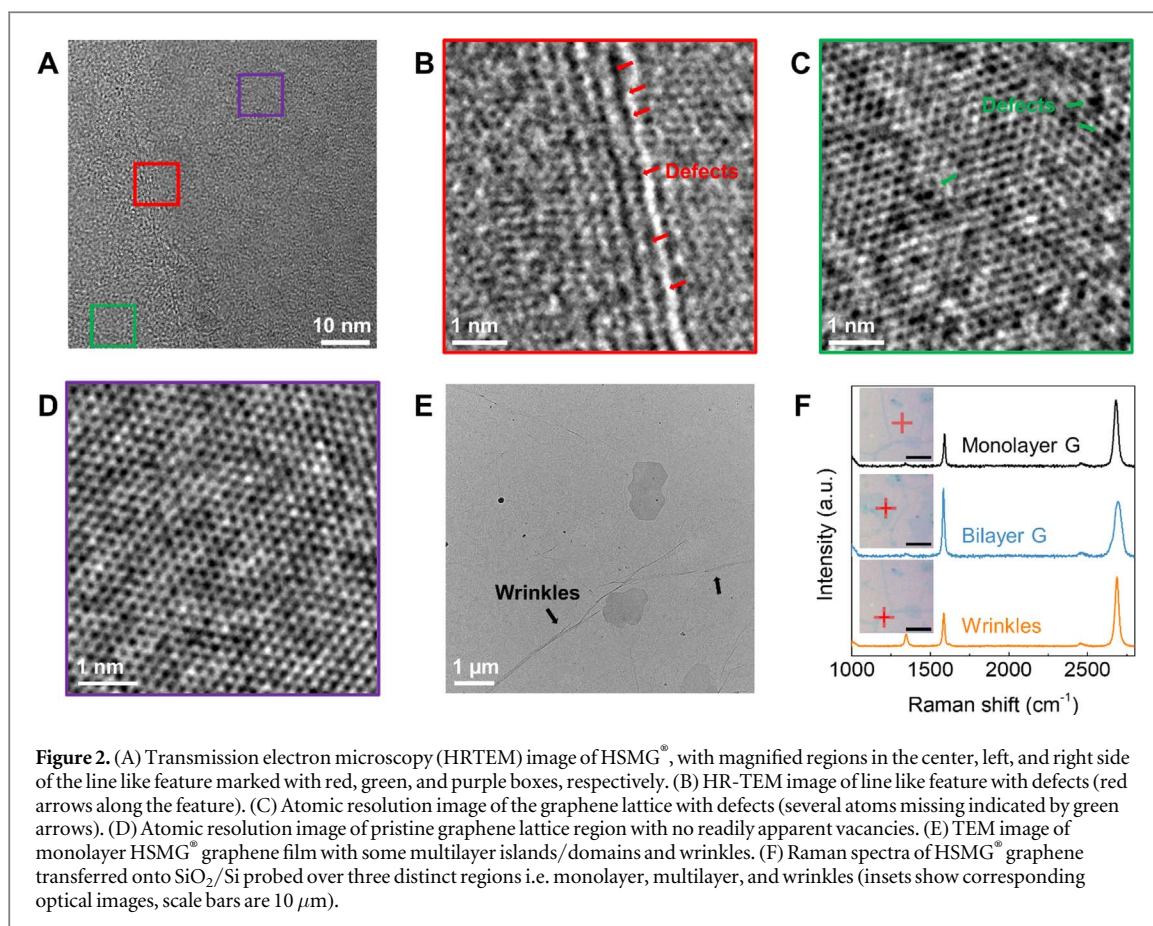 A
10 nm
B
Defects
1 nm
C
Defects
1 nm
D
1 nm
E
Wrinkles
1 μm
F
Monolayer G
Bilayer G
Wrinkles
Intensity (a.u.)
1000 1500 2000 2500
Raman shift (cm⁻¹)
Figure 2. (A) Transmission electron microscopy (HRTEM) image of HSMG®, with magnified regions in the center, left, and right side
of the line like feature marked with red, green, and purple boxes, respectively. (B) HR-TEM image of line like feature with defects (red
arrows along the feature). (C) Atomic resolution image of the graphene lattice with defects (several atoms missing indicated by green
arrows). (D) Atomic resolution image of pristine graphene lattice region with no readily apparent vacancies. (E) TEM image of
monolayer HSMG® graphene film with some multilayer islands/domains and wrinkles. (F) Raman spectra of HSMG® graphene
transferred onto SiO₂/Si probed over three distinct regions i.e. monolayer, multilayer, and wrinkles (insets show corresponding
optical images, scale bars are 10 μm).